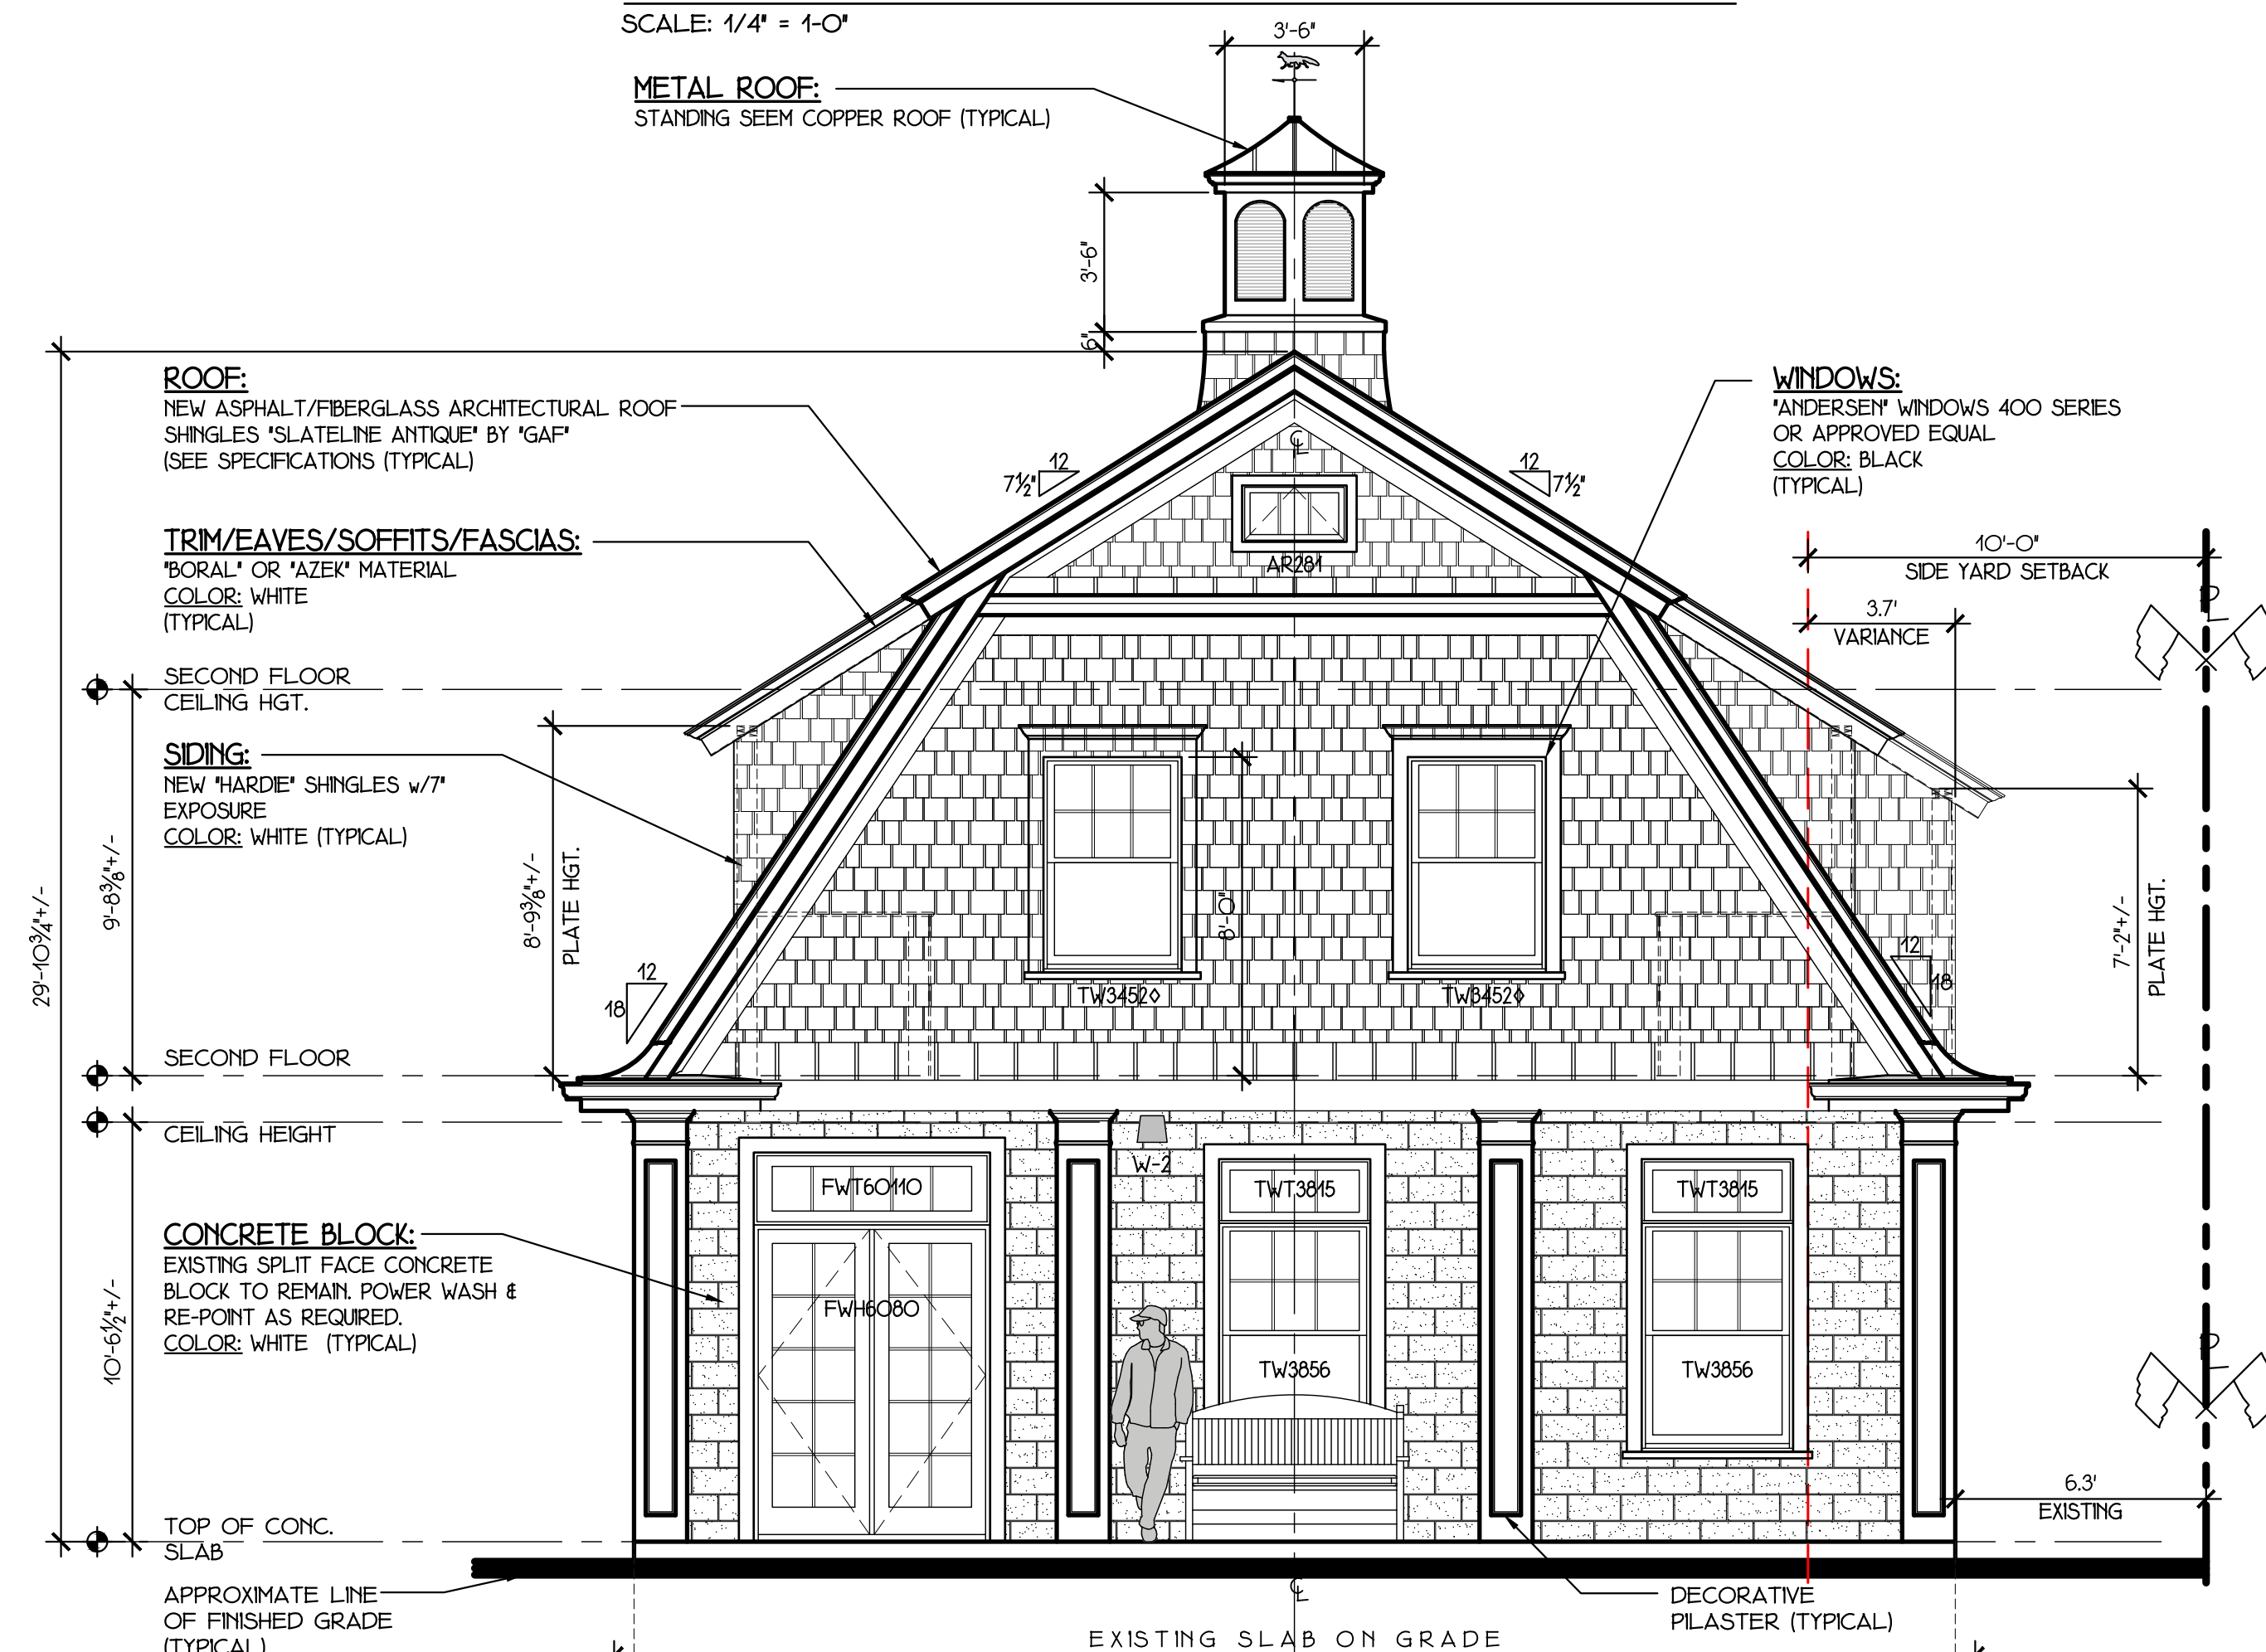 SCALE: 1/4" = 1-0"
3'-6"
METAL ROOF:
STANDING SEEM COPPER ROOF (TYPICAL)
3'-6"
6"
ROOF:
NEW ASPHALT/FIBERGLASS ARCHITECTURAL ROOF
SHINGLES "SLATELINE ANTIQUE" BY "GAF"
(SEE SPECIFICATIONS (TYPICAL)
WINDOWS:
"ANDERSEN" WINDOWS 400 SERIES
OR APPROVED EQUAL
COLOR: BLACK
(TYPICAL)
12
7½"
12
7½"
AR281
TRIM/EAVES/SOFFITS/FASCIAS:
"BORAL" OR "AZEK" MATERIAL
COLOR: WHITE
(TYPICAL)
10'-0"
SIDE YARD SETBACK
3.7'
VARIANCE
SECOND FLOOR
CEILING HGT.
SIDING:
NEW "HARDIE" SHINGLES w/7"
EXPOSURE
COLOR: WHITE (TYPICAL)
29'-10¾"+/-
9'-8⅜"+/-
8'-9⅜"+/-
PLATE HGT.
8'-0"
7'-2"+/-
PLATE HGT.
12
18
12
18
TW3452◊
TW3452◊
SECOND FLOOR
CEILING HEIGHT
W-2
FWT60110
TWT3815
TWT3815
CONCRETE BLOCK:
EXISTING SPLIT FACE CONCRETE
BLOCK TO REMAIN. POWER WASH &
RE-POINT AS REQUIRED.
COLOR: WHITE (TYPICAL)
10'-6½"+/-
FWH6080
TW3856
TW3856
6.3'
EXISTING
TOP OF CONC.
SLAB
APPROXIMATE LINE
OF FINISHED GRADE
(TYPICAL)
DECORATIVE
PILASTER (TYPICAL)
EXISTING SLAB ON GRADE